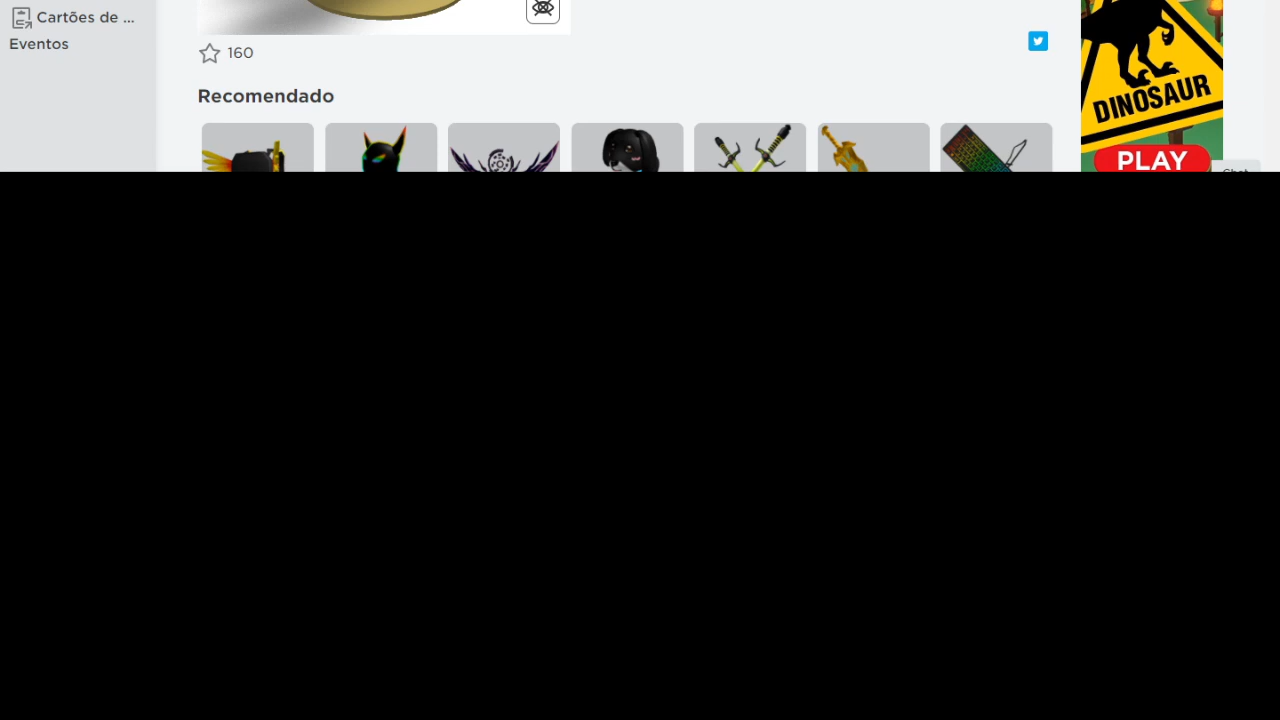 Cartões de ...
Eventos
160
Recomendado
DINOSAUR
PLAY